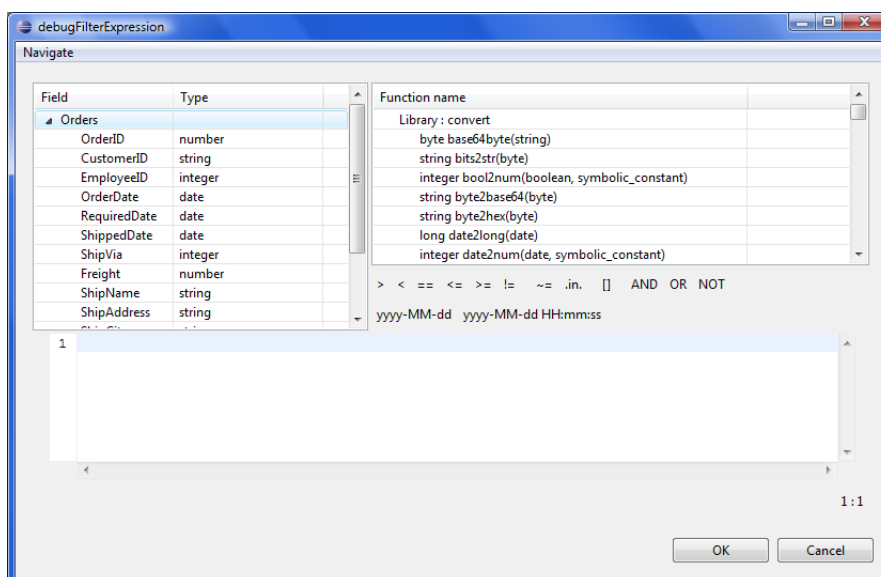 debugFilterExpression
Navigate
Field Type
Orders
OrderID number
CustomerID string
EmployeeID integer
OrderDate date
RequiredDate date
ShippedDate date
ShipVia integer
Freight number
ShipName string
ShipAddress string
Function name
Library : convert
byte base64byte(string)
string bits2str(byte)
integer bool2num(boolean, symbolic_constant)
string byte2base64(byte)
string byte2hex(byte)
long date2long(date)
integer date2num(date, symbolic_constant)
> < == <= >= != ~= .in. [] AND OR NOT
yyyy-MM-dd yyyy-MM-dd HH:mm:ss
1
1:1
OK Cancel